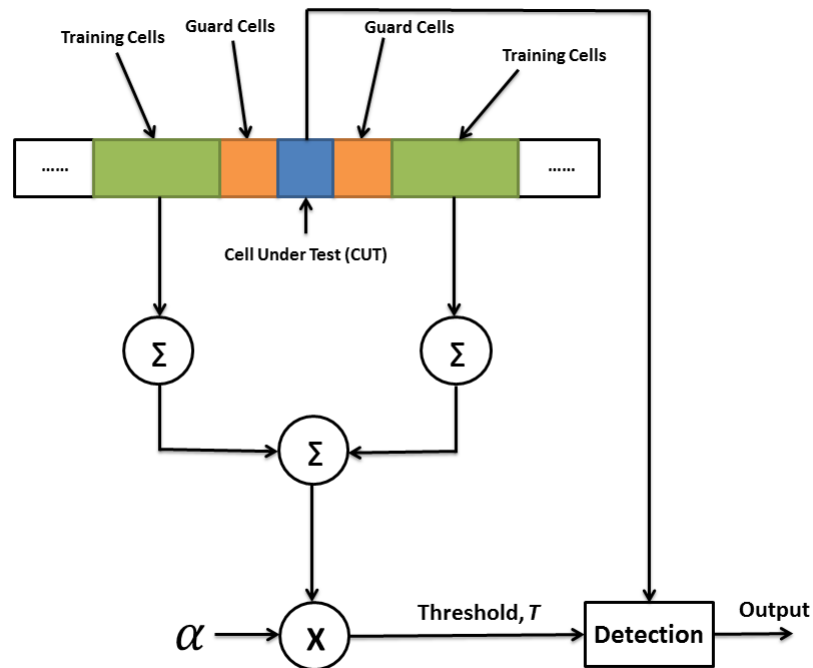 Training Cells
Guard Cells
Guard Cells
Training Cells
......
......
Cell Under Test (CUT)
Σ
Σ
Σ
α
X
Threshold, T
Detection
Output